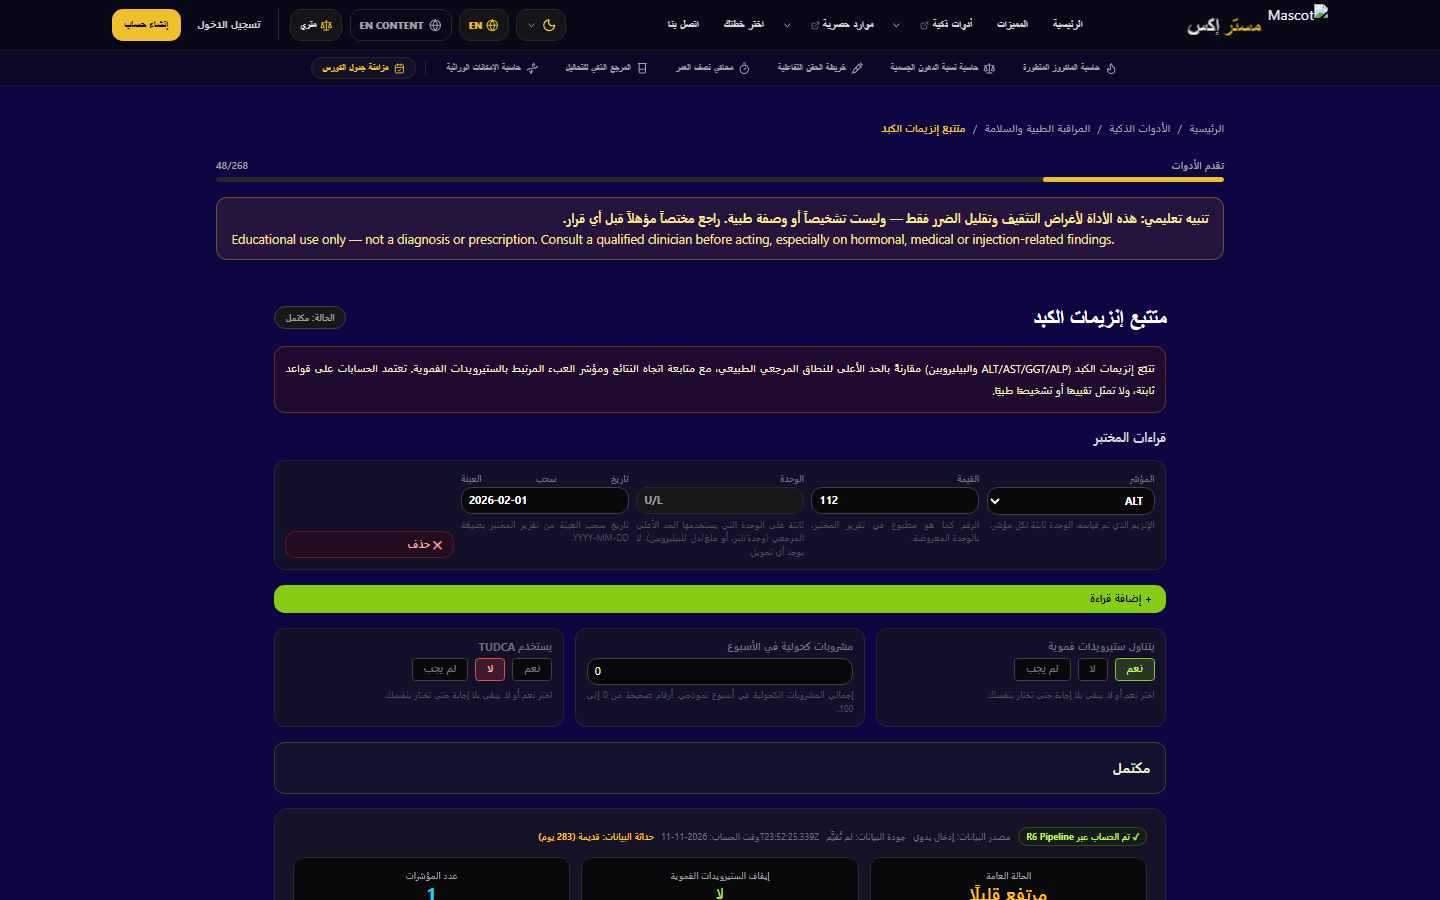 Mascot
مستر إكس
الرئيسية
المميزات
أدوات ذكية
موارد حصرية
اختر خطتك
اتصل بنا
EN
EN CONTENT
متري
تسجيل الدخول
إنشاء حساب
حاسبة الماكروز المتطورة
حاسبة نسبة الدهون الجسمية
خريطة الحقن التفاعلية
محاكي نصف العمر
المرجع الذكي للتحاليل
حاسبة الإمكانات الوراثية
مزامنة جدول الكورس
الرئيسية / الأدوات الذكية / المراقبة الطبية والسلامة / متتبع إنزيمات الكبد
تقدم الأدوات
48/268
تنبيه تعليمي: هذه الأداة لأغراض التثقيف وتقليل الضرر فقط — وليست تشخيصاً أو وصفة طبية. راجع مختصاً مؤهلاً قبل أي قرار.
Educational use only — not a diagnosis or prescription. Consult a qualified clinician before acting, especially on hormonal, medical or injection-related findings.
متتبع إنزيمات الكبد
الحالة: مكتمل
تتبّع إنزيمات الكبد (ALT/AST/GGT/ALP والبيليروبين) مقارنةً بالحد الأعلى للنطاق المرجعي الطبيعي، مع متابعة اتجاه النتائج ومؤشر العبء المرتبط بالستيرويدات الفموية. تعتمد الحسابات على قواعد
ثابتة، ولا تمثل تقييمًا أو تشخيصًا طبيًا.
قراءات المختبر
المؤشر
ALT
الإنزيم الذي تم قياسه. الوحدة ثابتة لكل مؤشر.
القيمة
112
الرقم كما هو مطبوع في تقرير المختبر،
بالوحدة المعروضة.
الوحدة
U/L
ثابتة على الوحدة التي يستخدمها الحد الأعلى
المرجعي (وحدة/لتر، أو ملغ/دل للبيليروبين). لا
يوجد أي تحويل.
تاريخ سحب العينة
2026-02-01
تاريخ سحب العينة من تقرير المختبر بصيغة
YYYY-MM-DD.
حذف
+ إضافة قراءة
يتناول ستيرويدات فموية
نعم
لا
لم يجب
اختر نعم أو لا. يبقى بلا إجابة حتى تختار بنفسك.
مشروبات كحولية في الأسبوع
0
إجمالي المشروبات الكحولية في أسبوع نموذجي. أرقام صحيحة من 0 إلى
100.
يستخدم TUDCA
نعم
لا
لم يجب
اختر نعم أو لا. يبقى بلا إجابة حتى تختار بنفسك.
مكتمل
✓ تم الحساب عبر R6 Pipeline
مصدر البيانات: إدخال يدوي
جودة البيانات: لم تُقيَّم
وقت الحساب: 2026-11-11T23:52:25.339Z
حداثة البيانات: قديمة (283 يوم)
الحالة العامة
مرتفع قليلًا
إيقاف الستيرويدات الفموية
لا
عدد المؤشرات
1